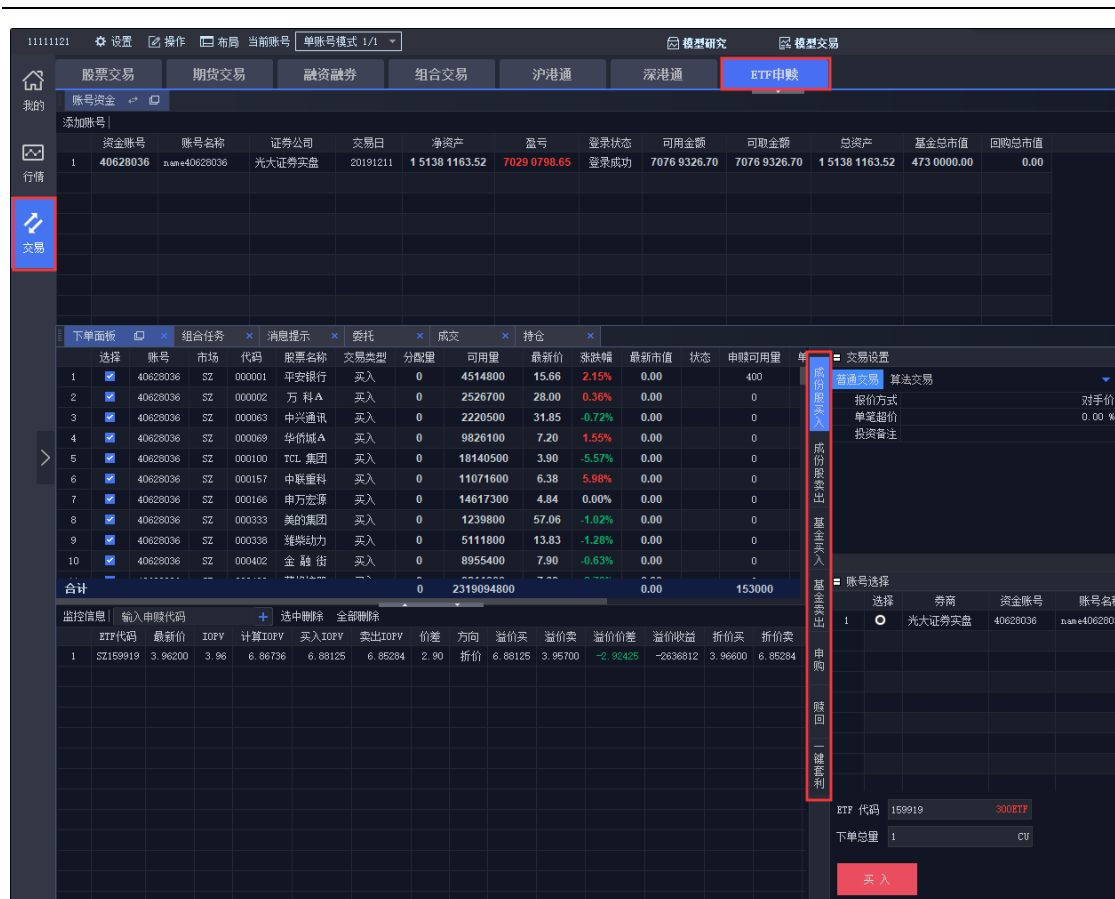 11111121 设置 操作 布局 当前账号 单账号模式 1/1 模型研究 模型交易
股票交易 期货交易 融资融券 组合交易 沪港通 深港通 ETF申赎
我的
行情
交易
账号资金
添加账号
资金账号 账号名称 证券公司 交易日 净资产 盈亏 登录状态 可用金额 可取金额 总资产 基金总市值 回购总市值
1 40628036 name40628036 光大证券实盘 20191211 1 5138 1163.52 7029 0798.65 登录成功 7076 9326.70 7076 9326.70 1 5138 1163.52 473 0000.00 0.00
下单面板 × 组合任务 × 消息提示 × 委托 × 成交 × 持仓 ×
选择 账号 市场 代码 股票名称 交易类型 分配量 可用量 最新价 涨跌幅 最新市值 状态 申赎可用量 单
1 40628036 SZ 000001 平安银行 买入 0 4514800 15.66 2.15% 0.00 400
2 40628036 SZ 000002 万 科A 买入 0 2526700 28.00 0.36% 0.00 0
3 40628036 SZ 000063 中兴通讯 买入 0 2220500 31.85 -0.72% 0.00 0
4 40628036 SZ 000069 华侨城A 买入 0 9826100 7.20 1.55% 0.00 0
5 40628036 SZ 000100 TCL 集团 买入 0 18140500 3.90 -5.57% 0.00 0
6 40628036 SZ 000157 中联重科 买入 0 11071600 6.38 5.98% 0.00 0
7 40628036 SZ 000166 申万宏源 买入 0 14617300 4.84 0.00% 0.00 0
8 40628036 SZ 000333 美的集团 买入 0 1239800 57.06 -1.02% 0.00 0
9 40628036 SZ 000338 潍柴动力 买入 0 5111800 13.83 -1.28% 0.00 0
10 40628036 SZ 000402 金 融 街 买入 0 8955400 7.90 -0.63% 0.00 0
合计 0 2319094800 0.00 153000
监控信息 输入申赎代码 + 选中删除 全部删除
ETF代码 最新价 IOPV 计算IOPV 买入IOPV 卖出IOPV 价差 方向 溢价买 溢价卖 溢价价差 溢价收益 折价买 折价卖
1 SZ159919 3.96200 3.96 6.86736 6.88125 6.85284 2.90 折价 6.88125 3.95700 -2.92425 -2636812 3.96600 6.85284
成份股买入
成份股卖出
基金买入
基金卖出
申购
赎回
一键套利
交易设置
普通交易 算法交易
报价方式 对手价
单笔超价 0.00 %
投资备注
账号选择
选择 券商 资金账号 账号名称
1 光大证券实盘 40628036 name406280
ETF 代码 159919 300ETF
下单总量 1 CU
买入